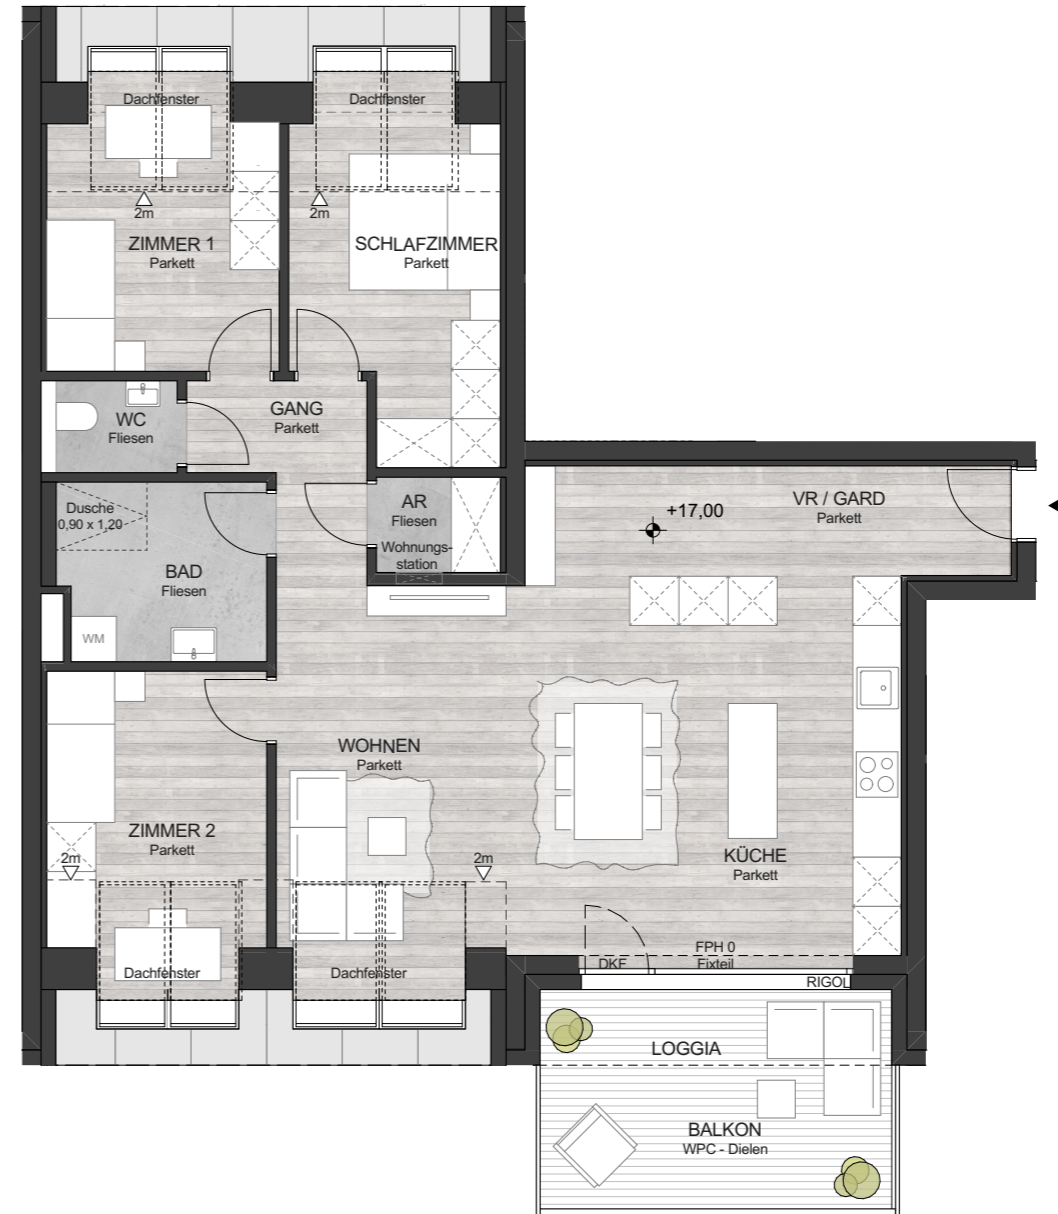 Dachfenster
Dachfenster
2m
2m
ZIMMER 1
Parkett
SCHLAFZIMMER
Parkett
GANG
Parkett
WC
Fliesen
AR
Fliesen
Wohnungs-
station
VR / GARD
Parkett
+17,00
Dusche
0,90 x 1,20
BAD
Fliesen
WM
WOHNEN
Parkett
ZIMMER 2
Parkett
2m
2m
KÜCHE
Parkett
Dachfenster
Dachfenster
DKF
FPH 0
Fixteil
RIGOL
LOGGIA
BALKON
WPC - Dielen